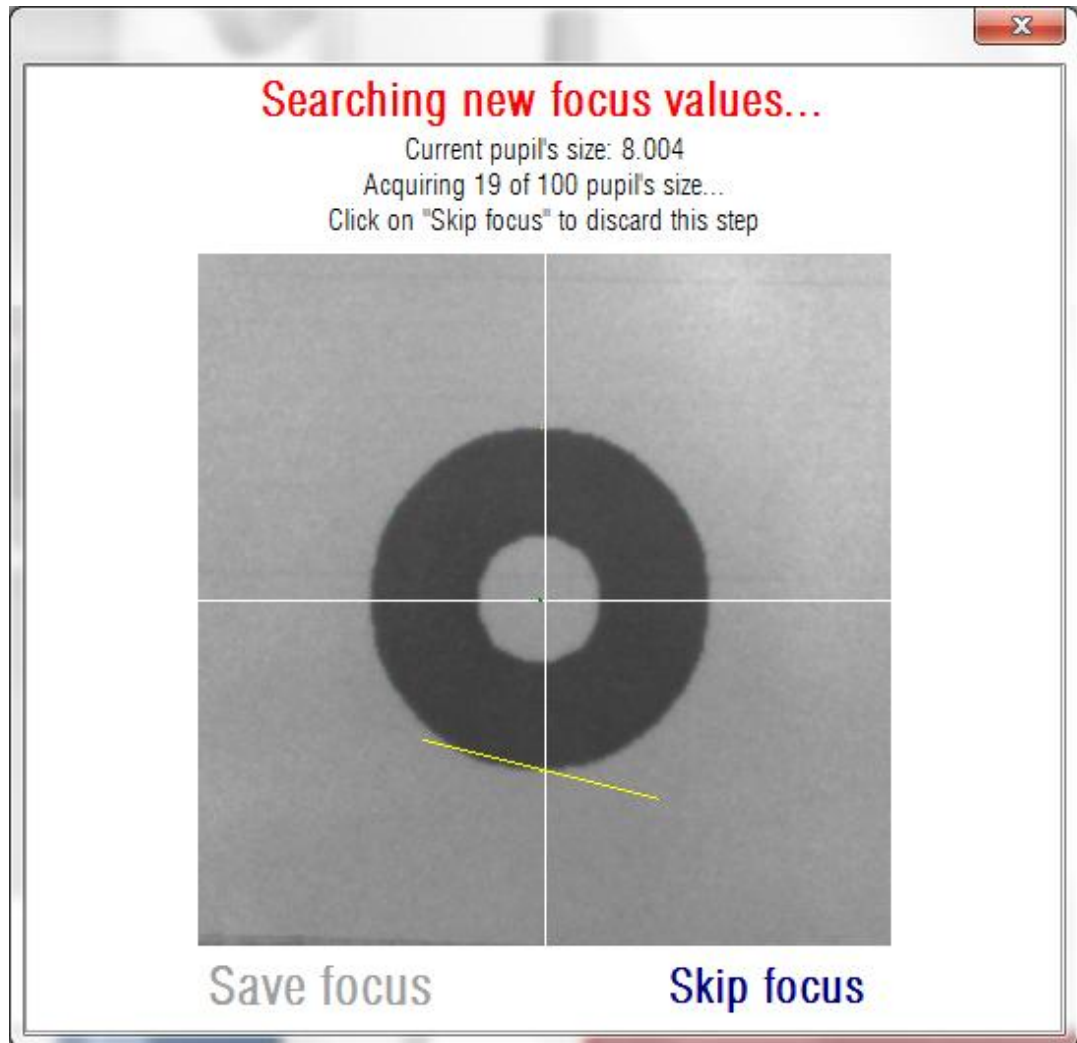 Searching new focus values...
Current pupil's size: 8.004
Acquiring 19 of 100 pupil's size...
Click on "Skip focus" to discard this step
Save focus
Skip focus